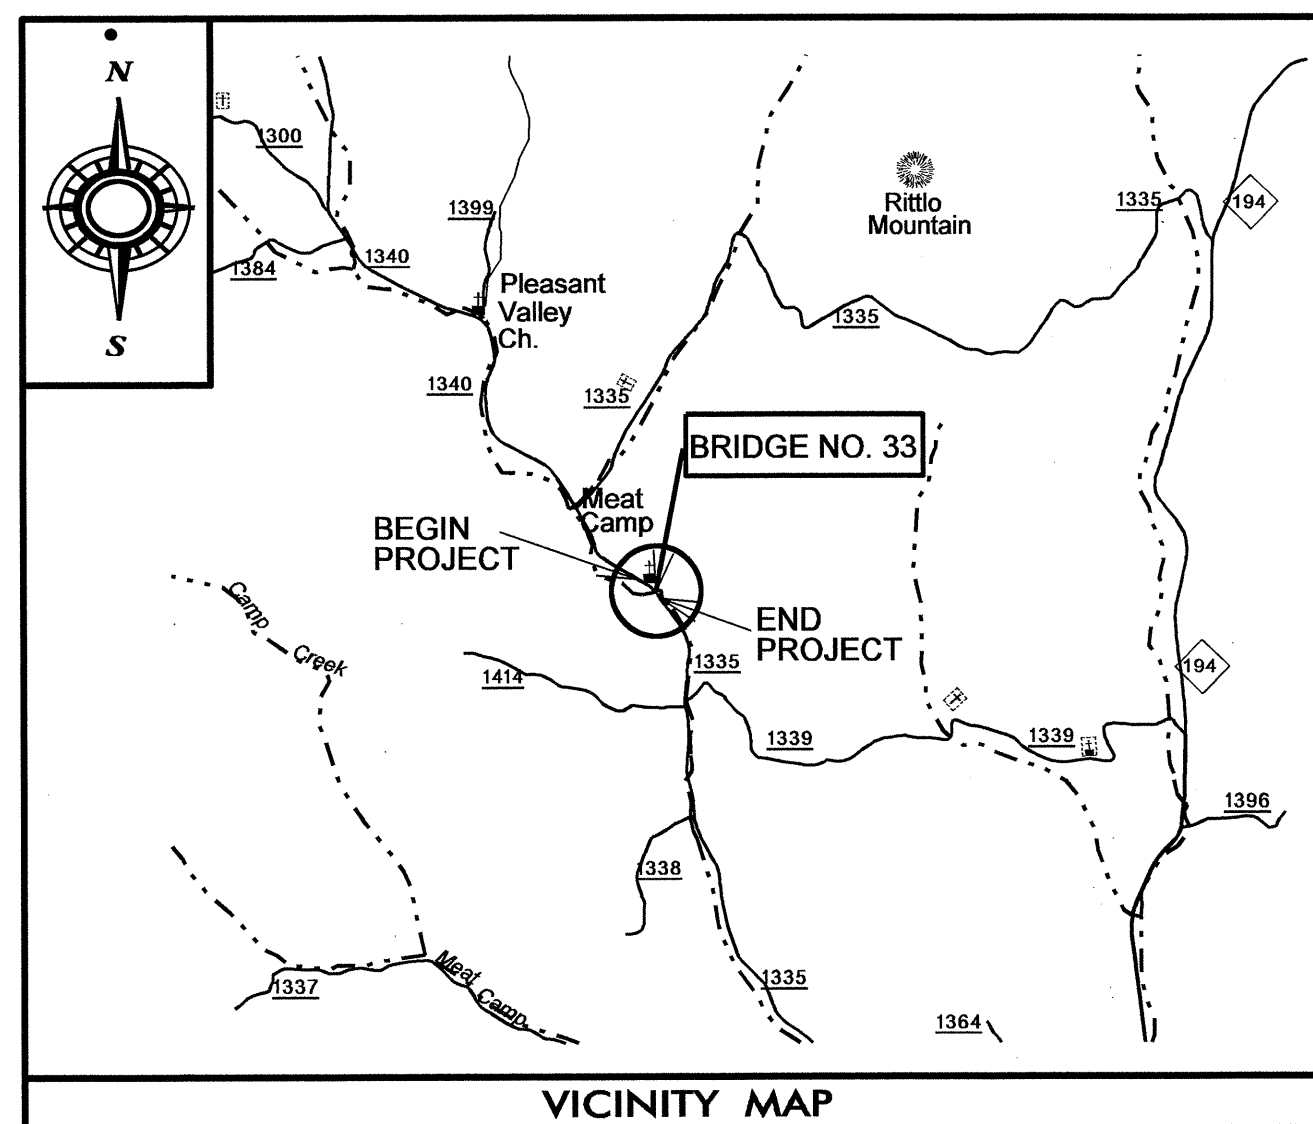 N
S
1300
1384
1340
1399
Pleasant
Valley
Ch.
1340
1335
Rittlo
Mountain
1335
194
1335
BRIDGE NO. 33
Meat
Camp
BEGIN
PROJECT
END
PROJECT
Camp
Creek
1414
1335
194
1339
1339
1396
1338
1337
Meat
Camp
1335
1364
VICINITY MAP